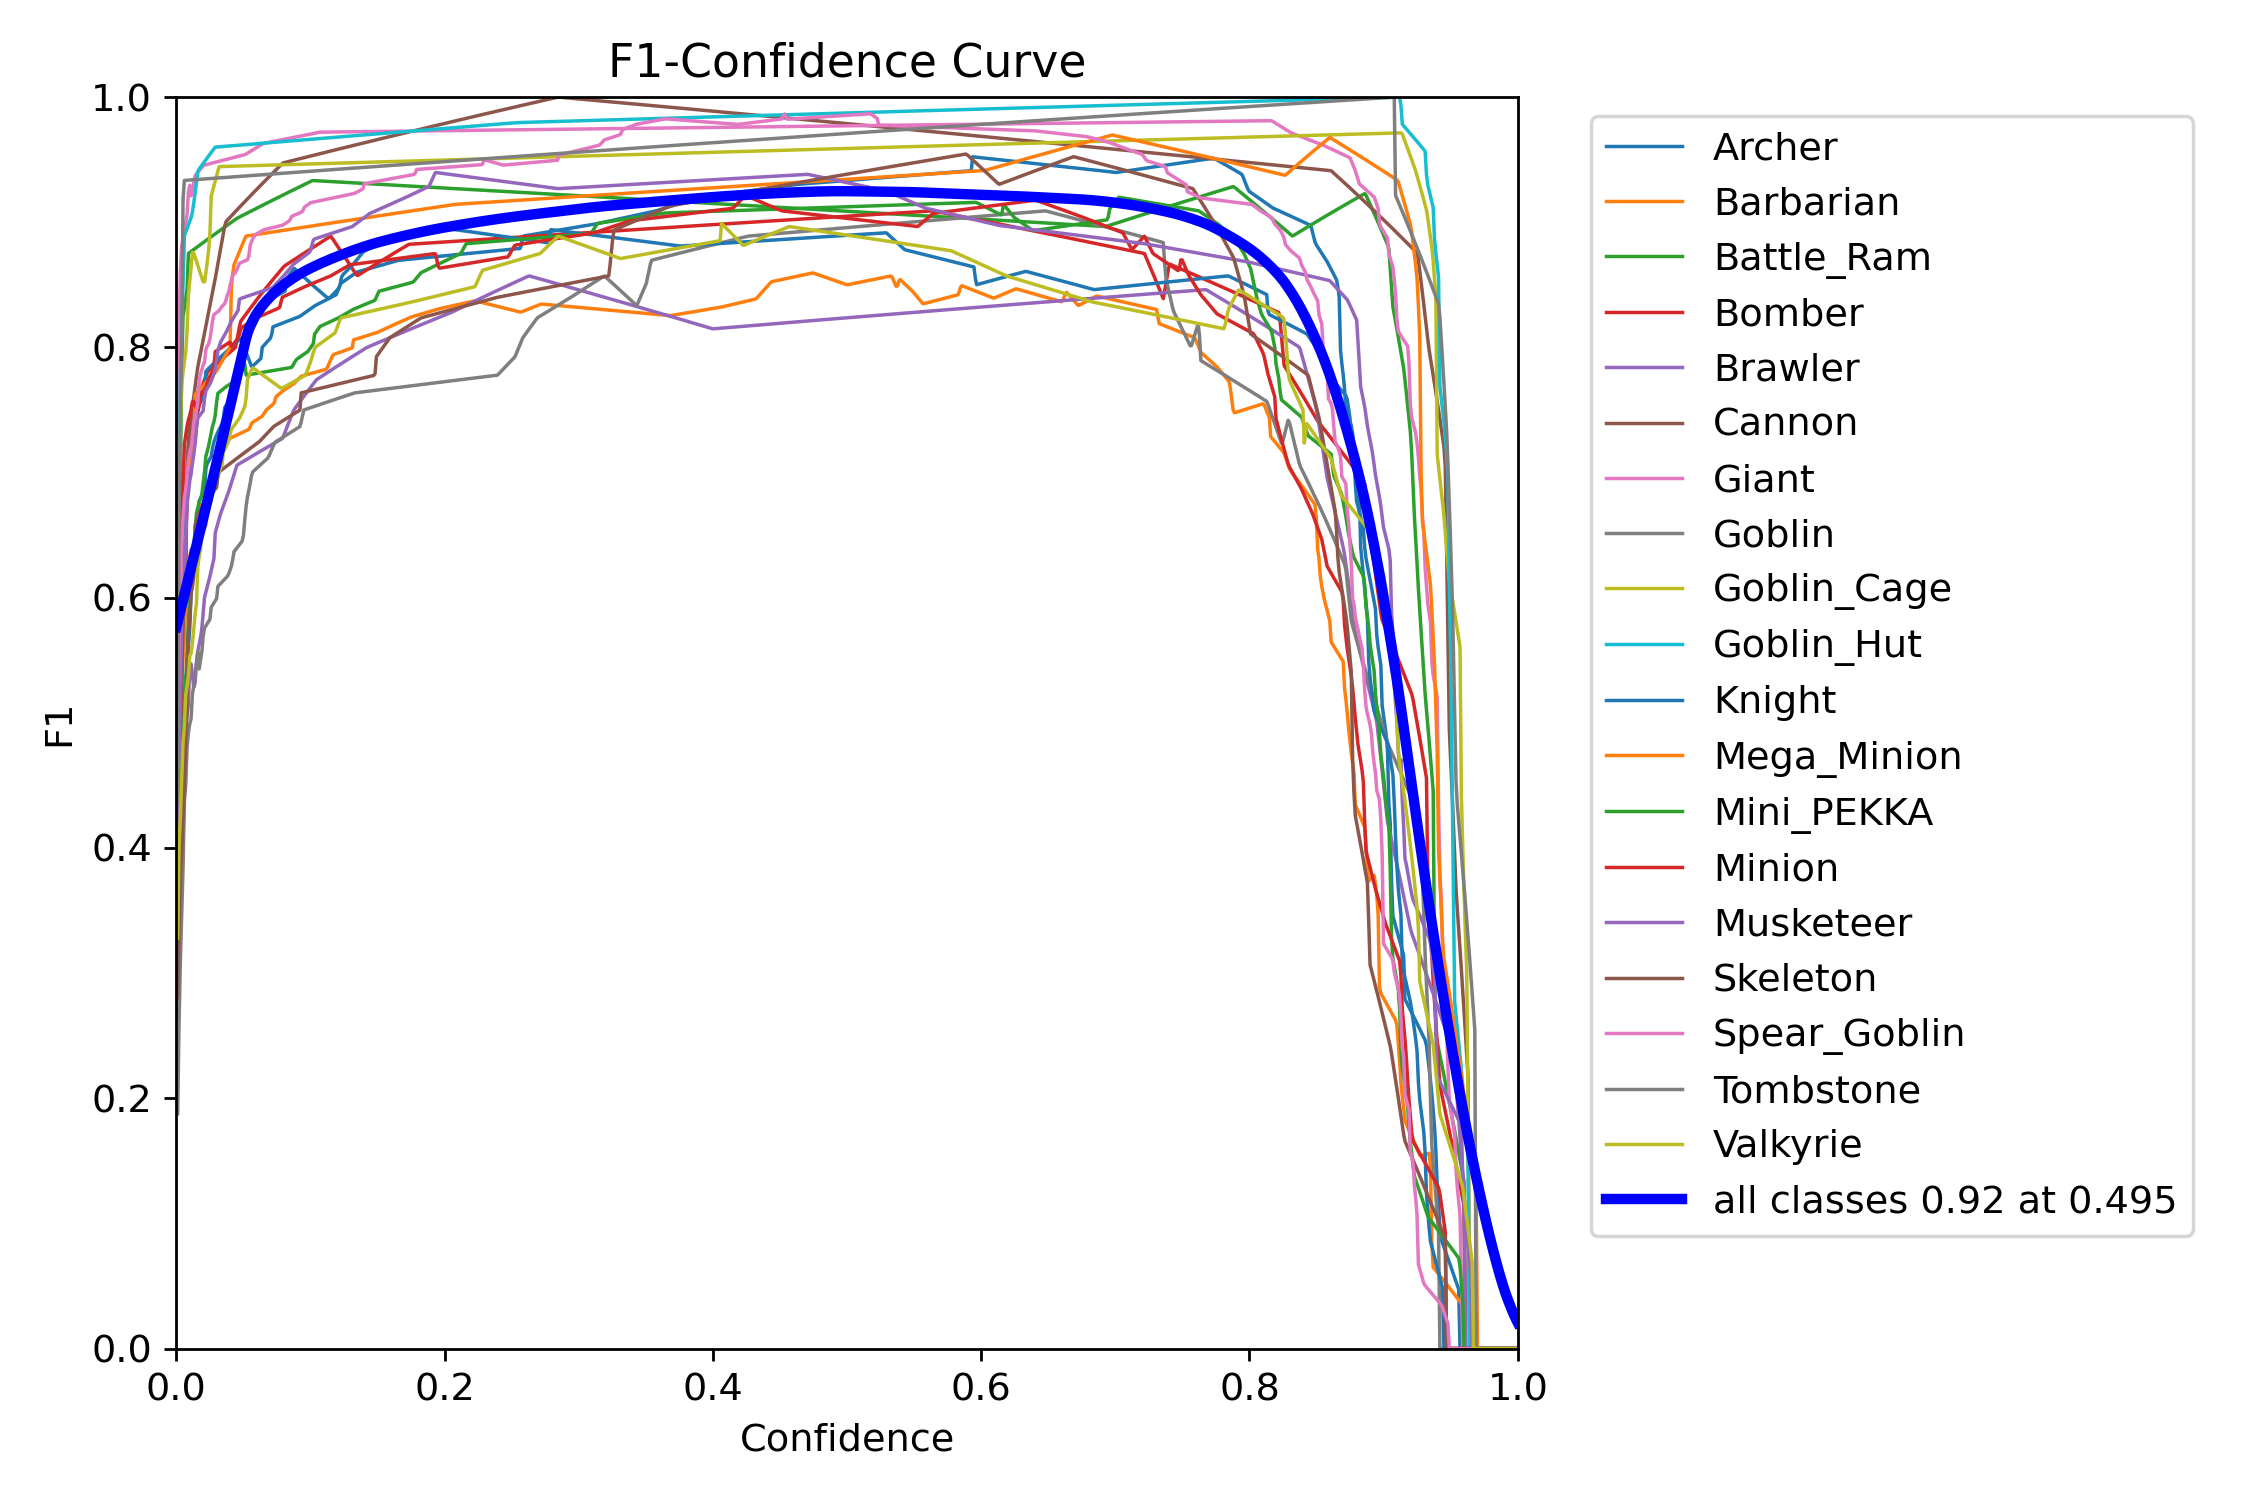 F1-Confidence Curve
1.0
0.8
0.6
0.4
0.2
0.0
F1
0.0 0.2 0.4 0.6 0.8 1.0
Confidence
Archer
Barbarian
Battle_Ram
Bomber
Brawler
Cannon
Giant
Goblin
Goblin_Cage
Goblin_Hut
Knight
Mega_Minion
Mini_PEKKA
Minion
Musketeer
Skeleton
Spear_Goblin
Tombstone
Valkyrie
all classes 0.92 at 0.495